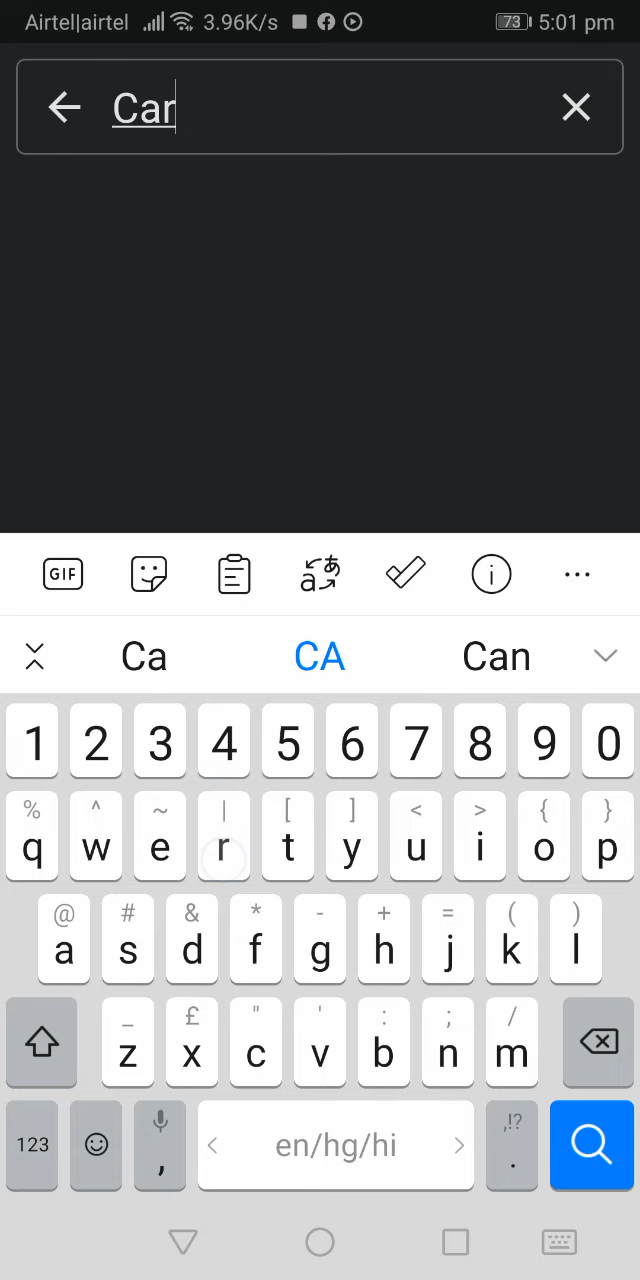 Airtel|airtel 3.96K/s 73 5:01 pm
Car
GIF a あ i ...
Ca CA Can
1 2 3 4 5 6 7 8 9 0
% ^ ~ | [ ] < > { }
q w e r t y u i o p
@ # & * - + = ( )
a s d f g h j k l
_ £ " ' : ; /
z x c v b n m
,!?
123 , < en/hg/hi > .